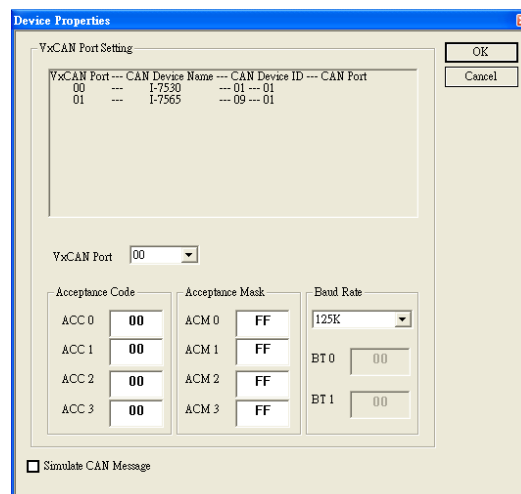 Device Properties
VxCAN Port Setting
OK
Cancel
VxCAN Port --- CAN Device Name --- CAN Device ID --- CAN Port
00 --- I-7530 --- 01 --- 01
01 --- I-7565 --- 09 --- 01
VxCAN Port 00
Acceptance Code
Acceptance Mask
Baud Rate
ACC 0 00 ACM 0 FF 125K
ACC 1 00 ACM 1 FF BT 0 00
ACC 2 00 ACM 2 FF
ACC 3 00 ACM 3 FF BT 1 00
Simulate CAN Message